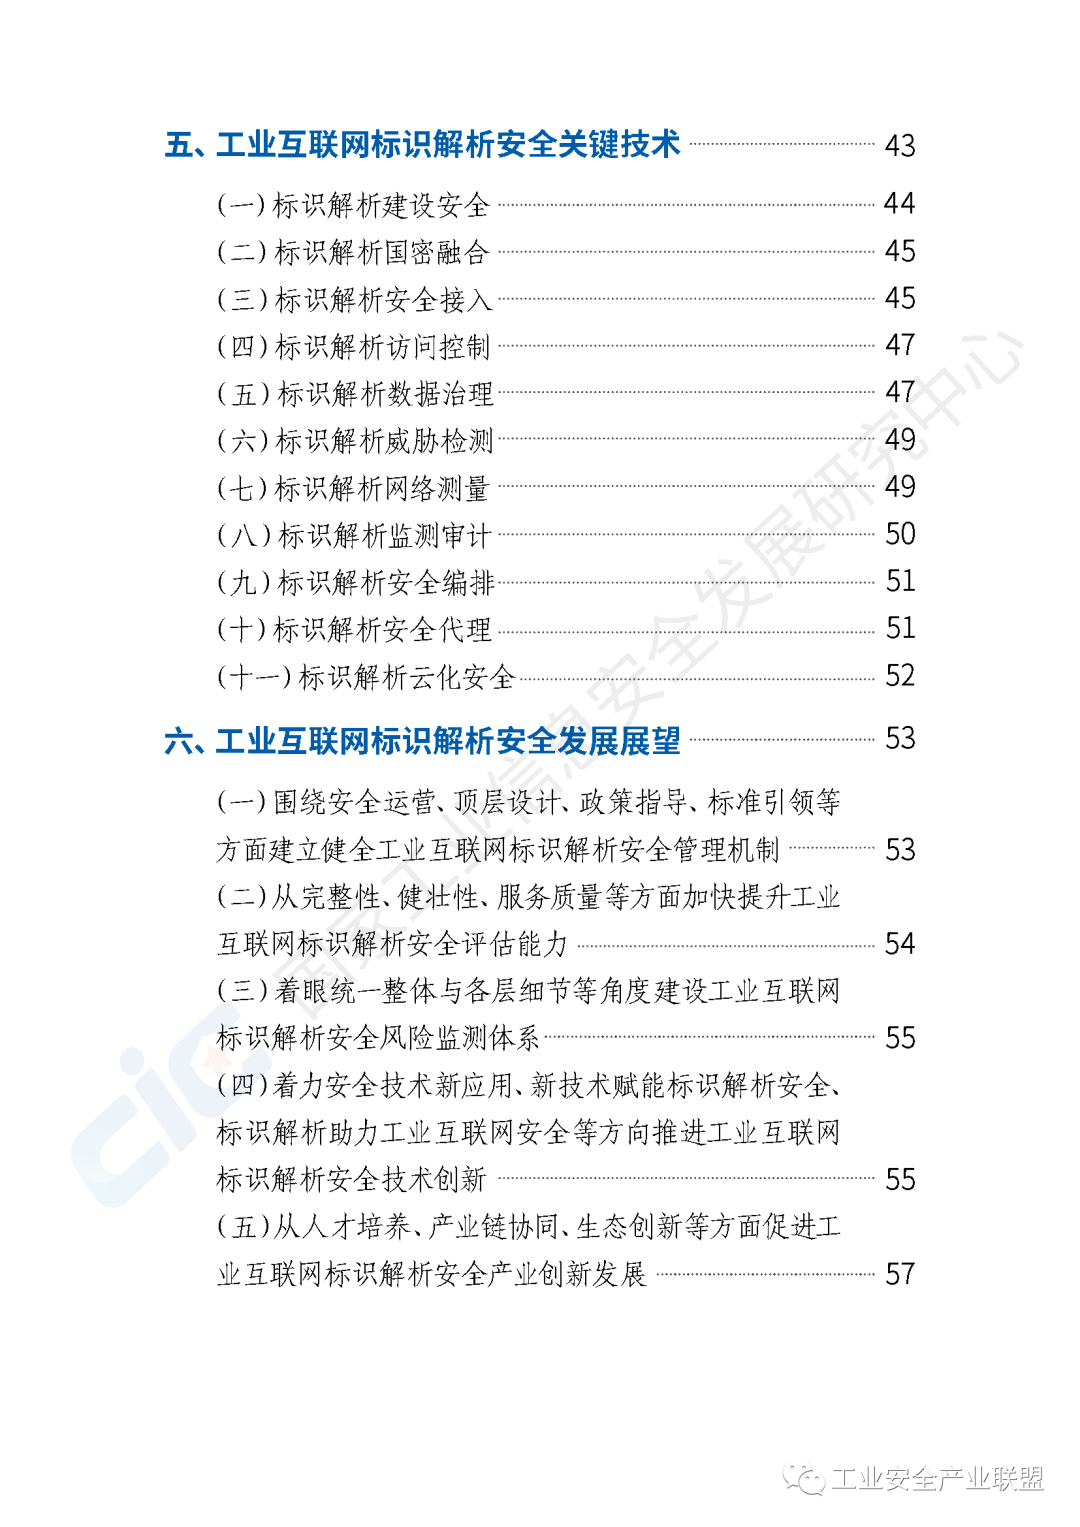 五、工业互联网标识解析安全关键技术 43
(一)标识解析建设安全 44
(二)标识解析国密融合 45
(三)标识解析安全接入 45
(四)标识解析访问控制 47
(五)标识解析数据治理 47
(六)标识解析威胁检测 49
(七)标识解析网络测量 49
(八)标识解析监测审计 50
(九)标识解析安全编排 51
(十)标识解析安全代理 51
(十一)标识解析云化安全 52
六、工业互联网标识解析安全发展展望 53
(一)围绕安全运营、顶层设计、政策指导、标准引领等
方面建立健全工业互联网标识解析安全管理机制 53
(二)从完整性、健壮性、服务质量等方面加快提升工业
互联网标识解析安全评估能力 54
(三)着眼统一整体与各层细节等角度建设工业互联网
标识解析安全风险监测体系 55
(四)着力安全技术新应用、新技术赋能标识解析安全、
标识解析助力工业互联网安全等方向推进工业互联网
标识解析安全技术创新 55
(五)从人才培养、产业链协同、生态创新等方面促进工
业互联网标识解析安全产业创新发展 57
国家工业信息安全发展研究中心
cic
工业安全产业联盟